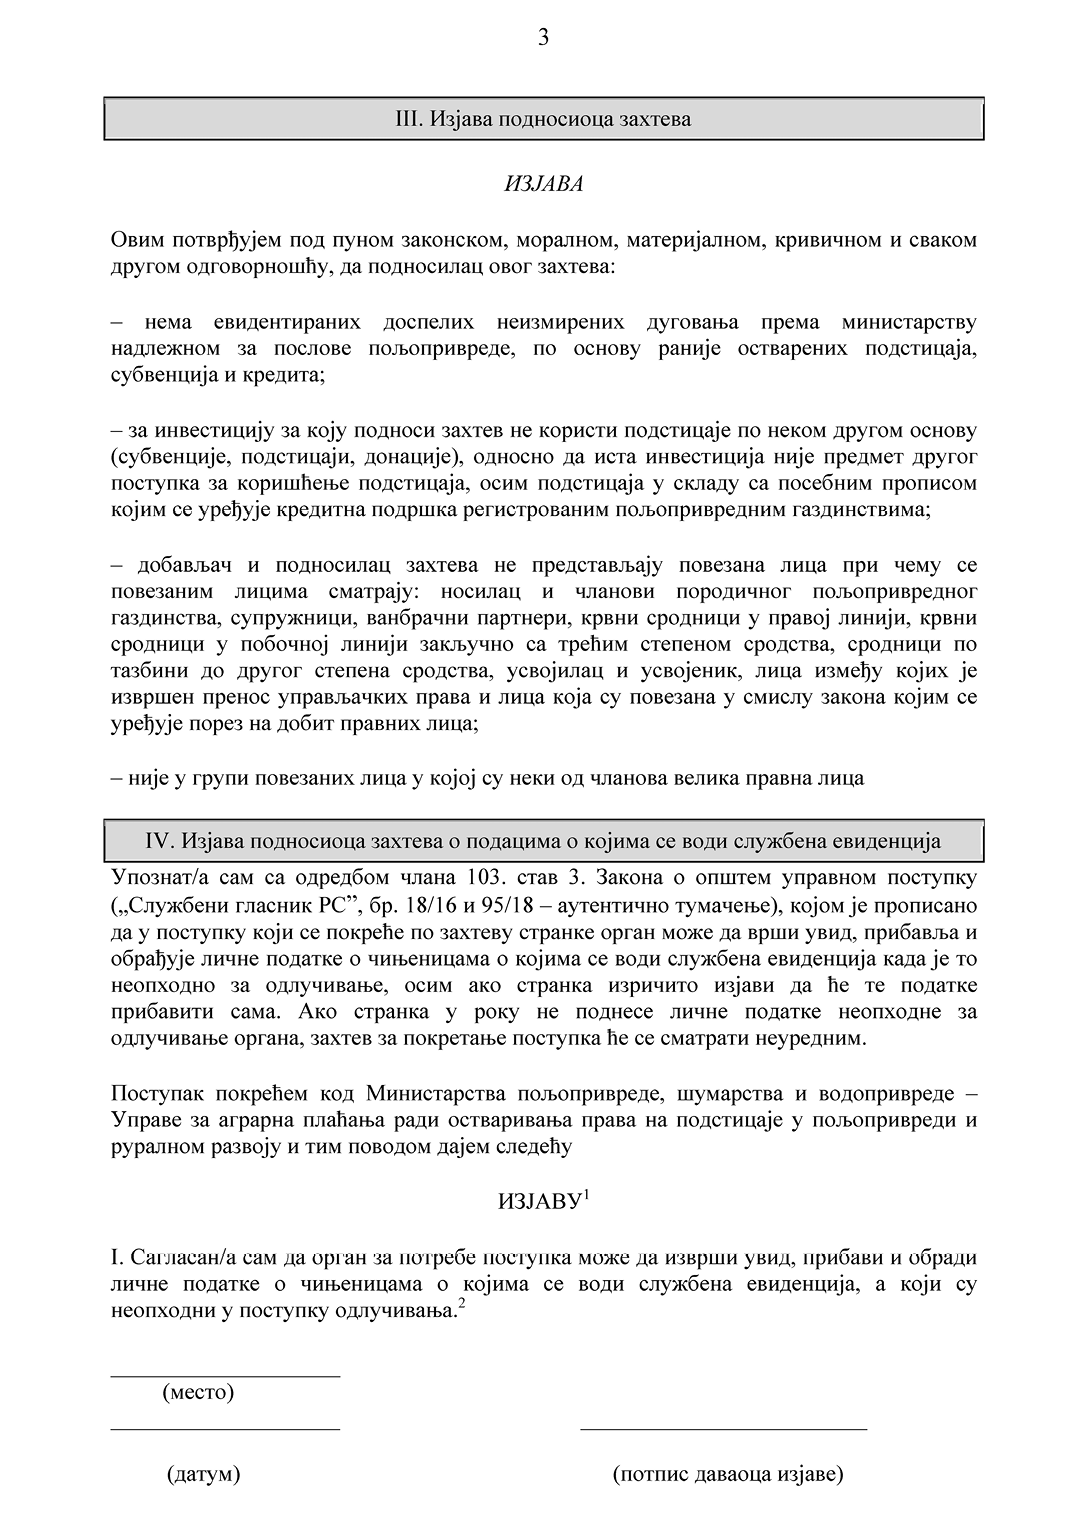 3
III. Изјава подносиоца захтева
ИЗЈАВА
Овим потврђујем под пуном законском, моралном, материјалном, кривичном и сваком
другом одговорношћу, да подносилац овог захтева:
– нема евидентираних доспелих неизмирених дуговања према министарству
надлежном за послове пољопривреде, по основу раније остварених подстицаја,
субвенција и кредита;
– за инвестицију за коју подноси захтев не користи подстицаје по неком другом основу
(субвенције, подстицаји, донације), односно да иста инвестиција није предмет другог
поступка за коришћење подстицаја, осим подстицаја у складу са посебним прописом
којим се уређује кредитна подршка регистрованим пољопривредним газдинствима;
– добављач и подносилац захтева не представљају повезана лица при чему се
повезаним лицима сматрају: носилац и чланови породичног пољопривредног
газдинства, супружници, ванбрачни партнери, крвни сродници у правој линији, крвни
сродници у побочној линији закључно са трећим степеном сродства, сродници по
тазбини до другог степена сродства, усвојилац и усвојеник, лица између којих је
извршен пренос управљачких права и лица која су повезана у смислу закона којим се
уређује порез на добит правних лица;
– није у групи повезаних лица у којој су неки од чланова велика правна лица
IV. Изјава подносиоца захтева о подацима о којима се води службена евиденција
Упознат/а сам са одредбом члана 103. став 3. Закона о општем управном поступку
(„Службени гласник РС”, бр. 18/16 и 95/18 – аутентично тумачење), којом је прописано
да у поступку који се покреће по захтеву странке орган може да врши увид, прибавља и
обрађује личне податке о чињеницама о којима се води службена евиденција када је то
неопходно за одлучивање, осим ако странка изричито изјави да ће те податке
прибавити сама. Ако странка у року не поднесе личне податке неопходне за
одлучивање органа, захтев за покретање поступка ће се сматрати неуредним.
Поступак покрећем код Министарства пољопривреде, шумарства и водопривреде –
Управе за аграрна плаћања ради остваривања права на подстицаје у пољопривреди и
руралном развоју и тим поводом дајем следећу
ИЗЈАВУ¹
I. Сагласан/а сам да орган за потребе поступка може да изврши увид, прибави и обради
личне податке о чињеницама о којима се води службена евиденција, а који су
неопходни у поступку одлучивања.²
(место)
(датум) (потпис даваоца изјаве)